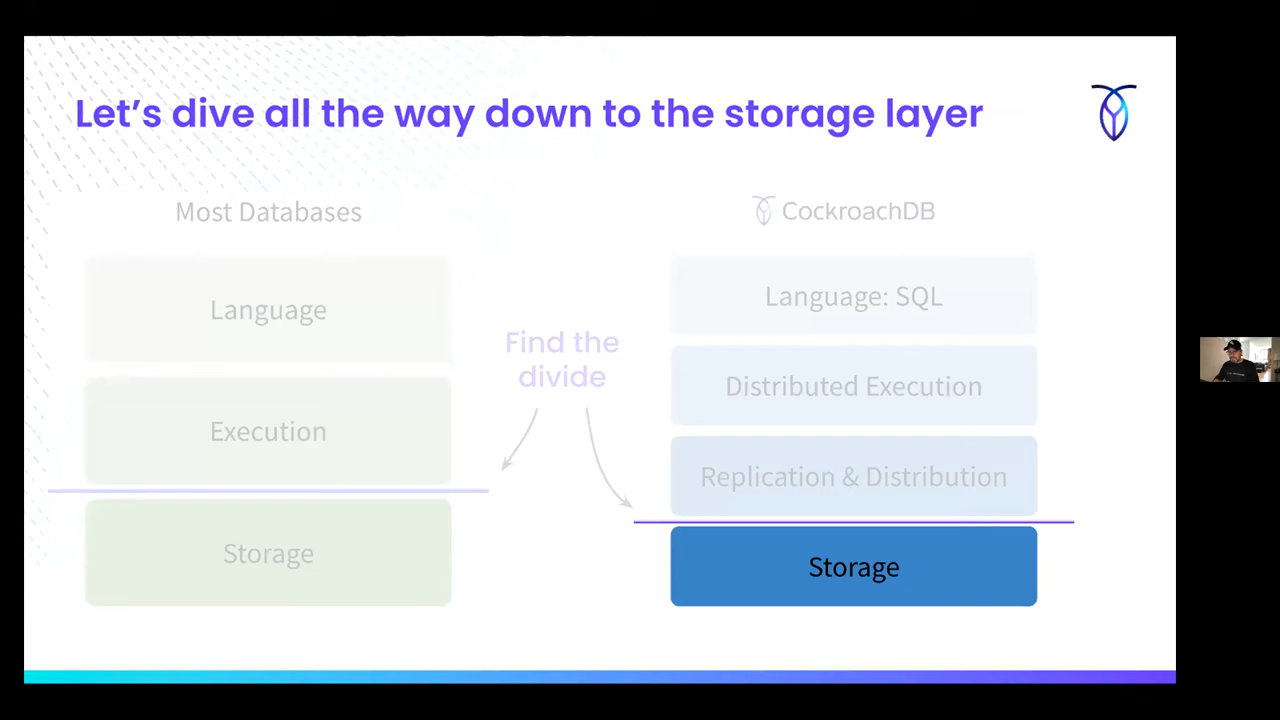 Let's dive all the way down to the storage layer
Most Databases
Language
Execution
Storage
Find the
divide
CockroachDB
Language: SQL
Distributed Execution
Replication & Distribution
Storage